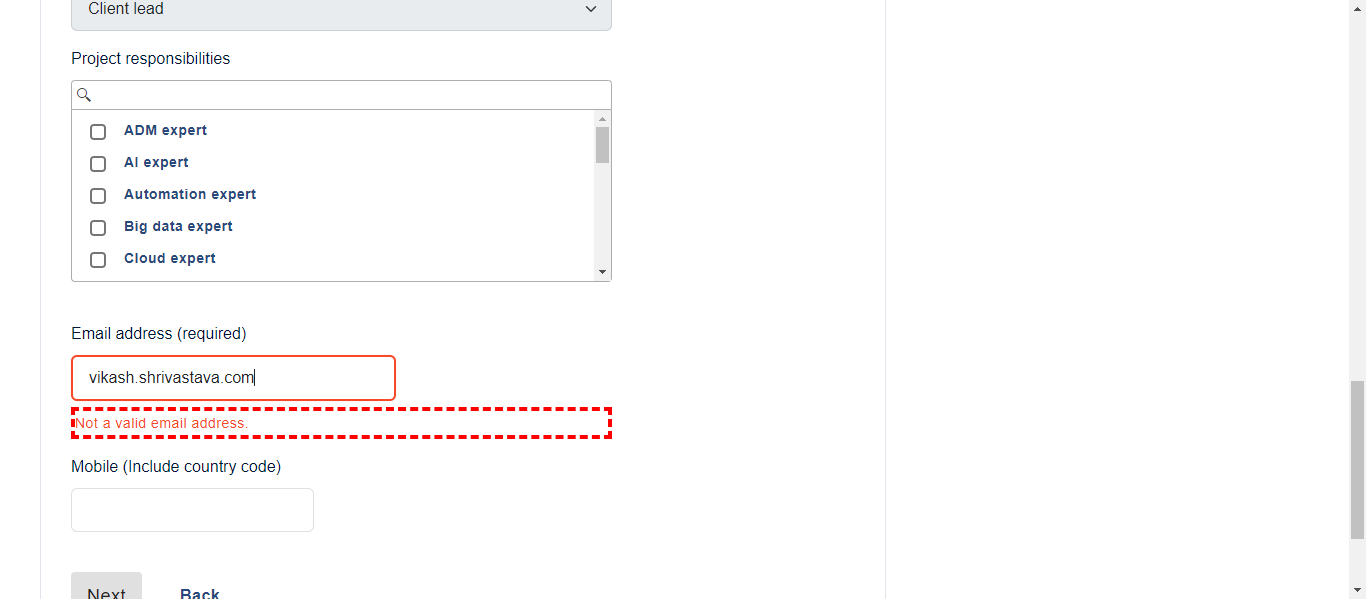 Client lead
Project responsibilities
ADM expert
AI expert
Automation expert
Big data expert
Cloud expert
Email address (required)
vikash.shrivastava.com
Not a valid email address.
Mobile (Include country code)
Next Back